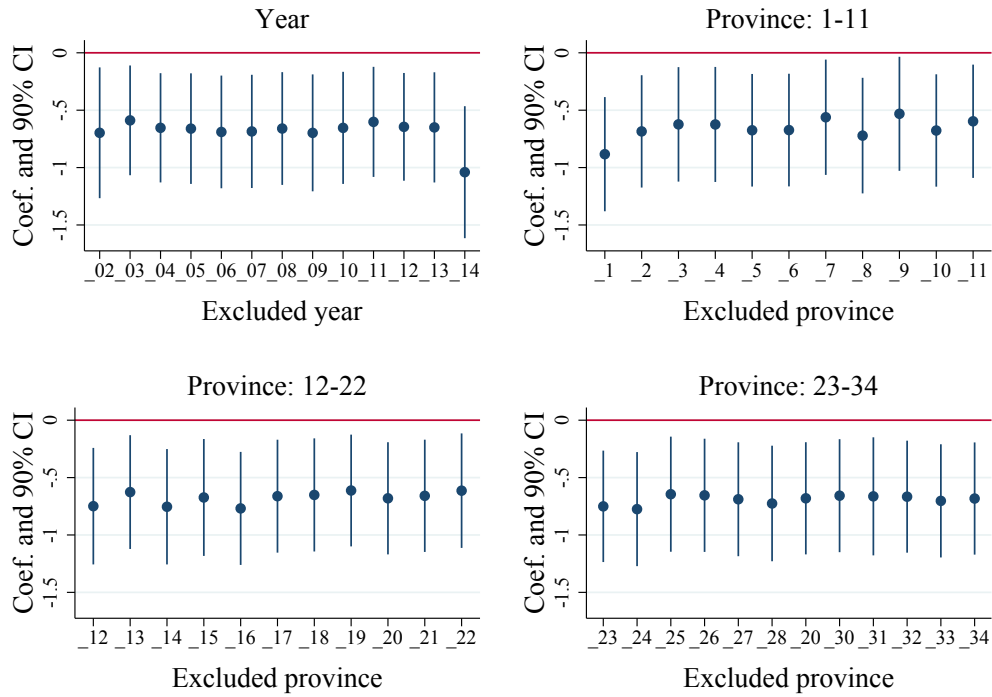 Year
Coef. and 90% CI
0
-.5
-1
-1.5
_02 _03 _04 _05 _06 _07 _08 _09 _10 _11 _12 _13 _14
Excluded year
Province: 1-11
Coef. and 90% CI
0
-.5
-1
-1.5
_1 _2 _3 _4 _5 _6 _7 _8 _9 _10 _11
Excluded province
Province: 12-22
Coef. and 90% CI
0
-.5
-1
-1.5
_12 _13 _14 _15 _16 _17 _18 _19 _20 _21 _22
Excluded province
Province: 23-34
Coef. and 90% CI
0
-.5
-1
-1.5
_23 _24 _25 _26 _27 _28 _20 _30 _31 _32 _33 _34
Excluded province